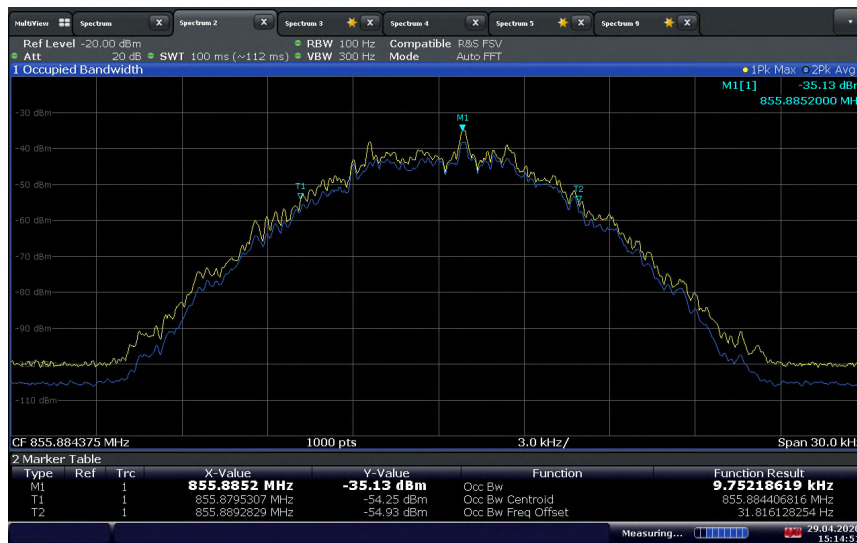 MultiView Spectrum X Spectrum 2 X Spectrum 3 X Spectrum 4 X Spectrum 5 X Spectrum 9 X
Ref Level -20.00 dBm RBW 100 Hz Compatible R&S FSV
Att 20 dB SWT 100 ms (~112 ms) VBW 300 Hz Mode Auto FFT
1 Occupied Bandwidth 1Pk Max 2Pk Avg
M1[1] -35.13 dBm
855.8852000 MH
-30 dBm
M1
-40 dBm
-50 dBm
T1 T2
-60 dBm
-70 dBm
-80 dBm
-90 dBm
-110 dBm
CF 855.884375 MHz 1000 pts 3.0 kHz/ Span 30.0 kHz
2 Marker Table
Type Ref Trc X-Value Y-Value Function Function Result
M1 1 855.8852 MHz -35.13 dBm Occ Bw 9.75218619 kHz
T1 1 855.8795307 MHz -54.25 dBm Occ Bw Centroid 855.884406816 MHz
T2 1 855.8892829 MHz -54.93 dBm Occ Bw Freq Offset 31.816128254 Hz
Measuring... 29.04.2020
15:14:53